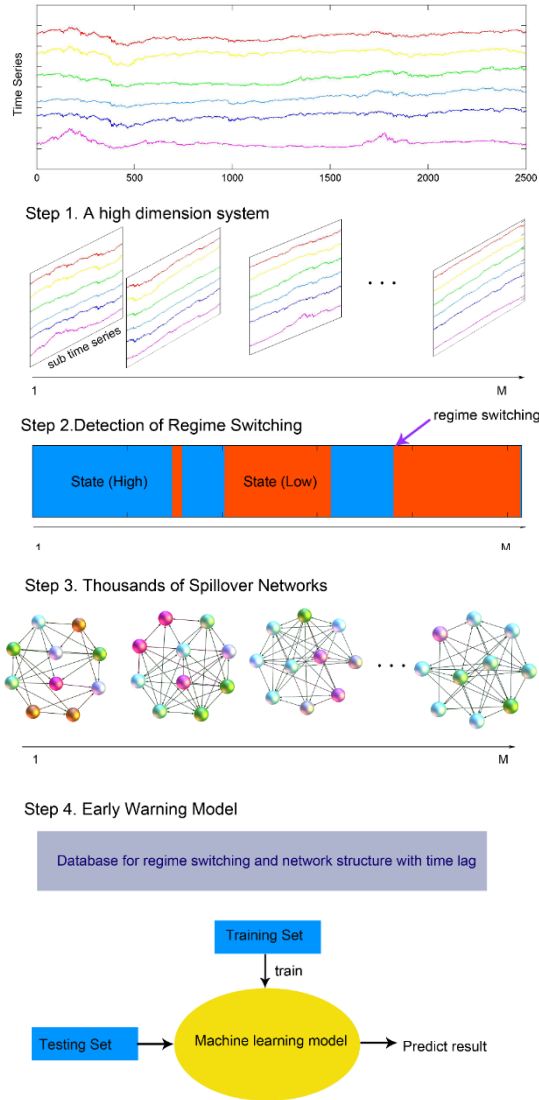 Time Series
0 500 1000 1500 2000 2500
Step 1. A high dimension system
sub time series
...
1 M
Step 2.Detection of Regime Switching
regime switching
State (High) State (Low)
1 M
Step 3. Thousands of Spillover Networks
...
1 M
Step 4. Early Warning Model
Database for regime switching and network structure with time lag
Training Set
train
Testing Set Machine learning model Predict result